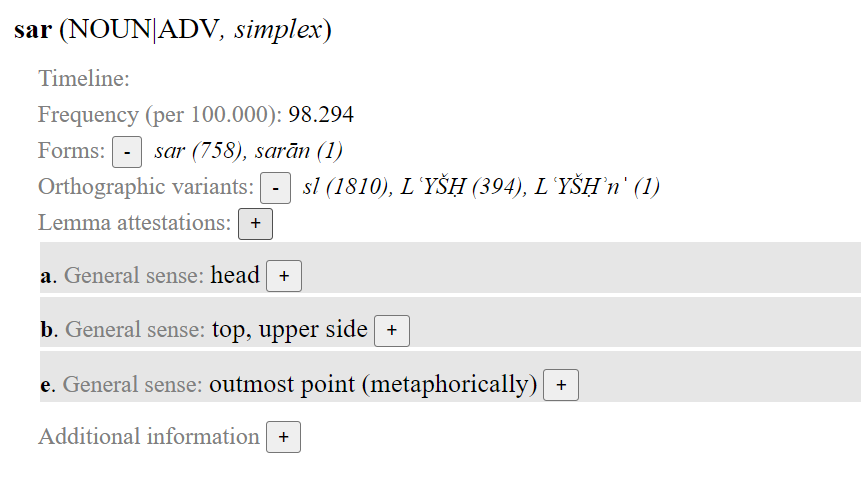 sar (NOUN|ADV, simplex)
Timeline:
Frequency (per 100.000): 98.294
Forms: - sar (758), sarān (1)
Orthographic variants: - sl (1810), LʿYŠḤ (394), LʿYŠḤʾnˈ (1)
Lemma attestations: +
a. General sense: head +
b. General sense: top, upper side +
e. General sense: outmost point (metaphorically) +
Additional information +